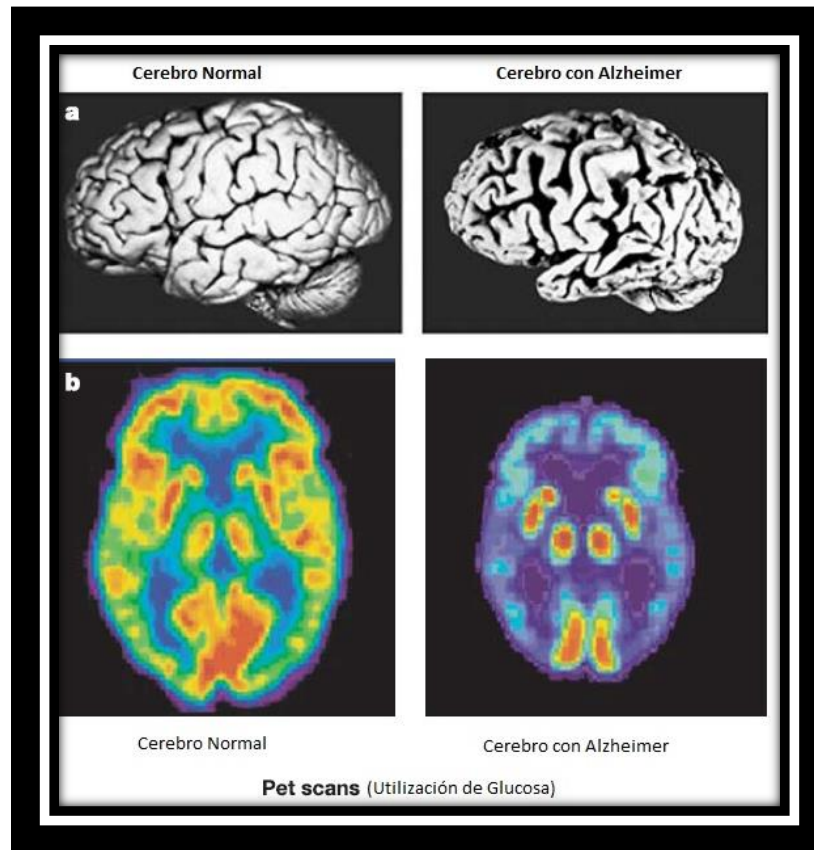 Cerebro Normal
Cerebro con Alzheimer
a
b
Cerebro Normal
Cerebro con Alzheimer
Pet scans (Utilización de Glucosa)